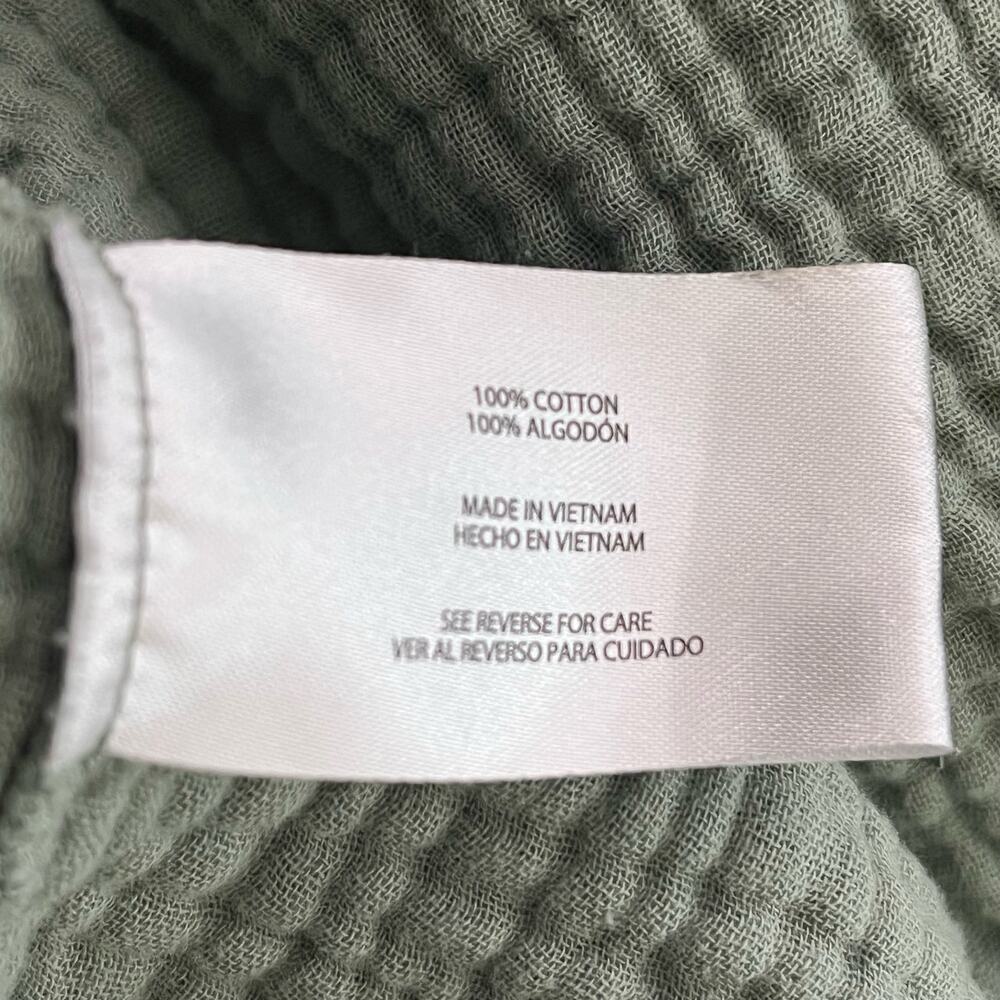 100% COTTON
100% ALGODÓN
MADE IN VIETNAM
HECHO EN VIETNAM
SEE REVERSE FOR CARE
VER AL REVERSO PARA CUIDADO